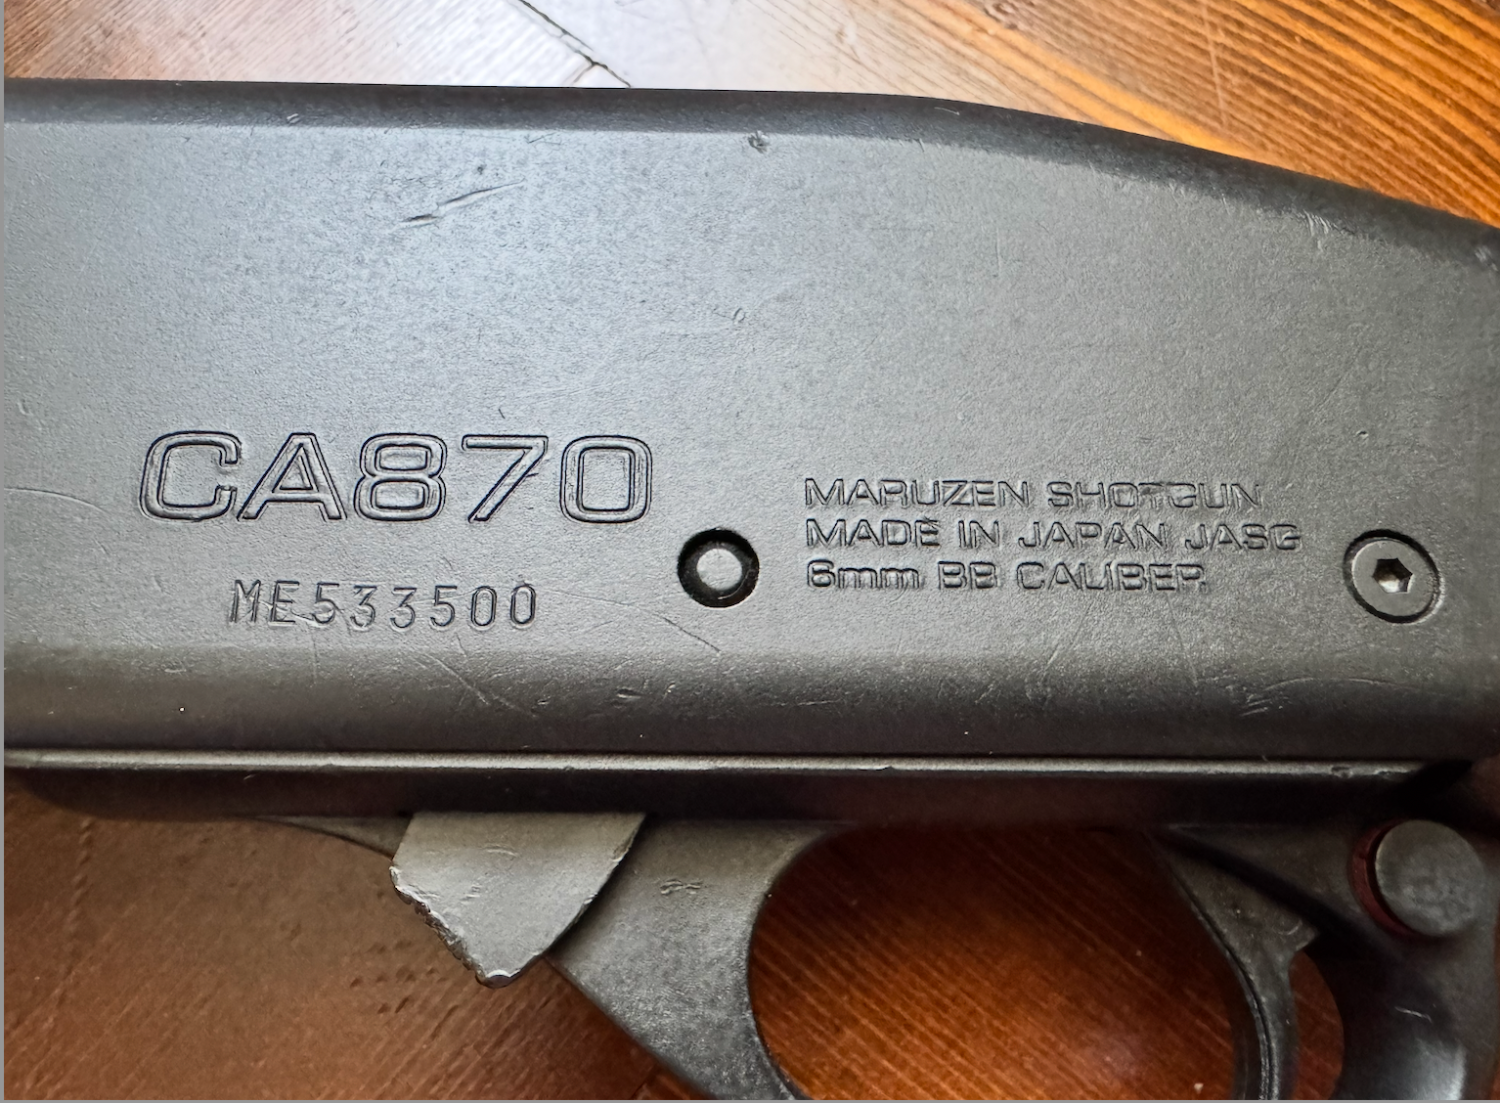 CA870
ME533500
MARUZEN SHOTGUN
MADE IN JAPAN JASG
6mm BB CALIBER.